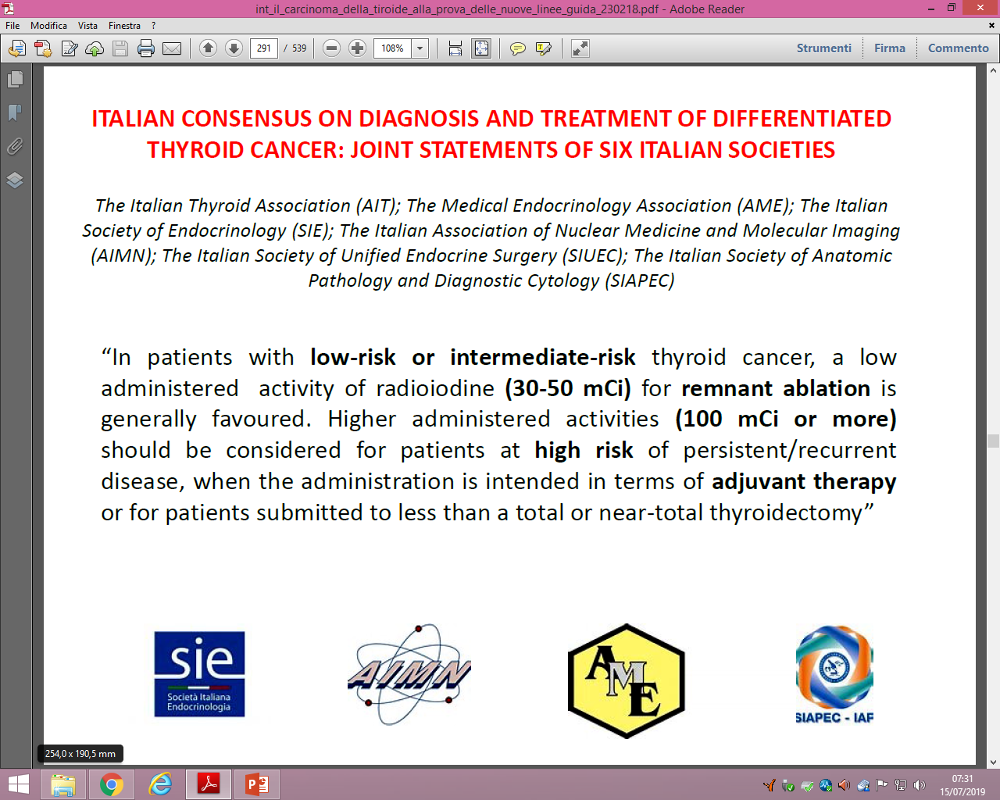 int_il_carcinoma_della_tiroide_alla_prova_delle_nuove_linee_guida_230218.pdf - Adobe Reader
File Modifica Vista Finestra ?
291 / 539 108% Strumenti Firma Commento
ITALIAN CONSENSUS ON DIAGNOSIS AND TREATMENT OF DIFFERENTIATED
THYROID CANCER: JOINT STATEMENTS OF SIX ITALIAN SOCIETIES
The Italian Thyroid Association (AIT); The Medical Endocrinology Association (AME); The Italian
Society of Endocrinology (SIE); The Italian Association of Nuclear Medicine and Molecular Imaging
(AIMN); The Italian Society of Unified Endocrine Surgery (SIUEC); The Italian Society of Anatomic
Pathology and Diagnostic Cytology (SIAPEC)
“In patients with low-risk or intermediate-risk thyroid cancer, a low
administered activity of radioiodine (30-50 mCi) for remnant ablation is
generally favoured. Higher administered activities (100 mCi or more)
should be considered for patients at high risk of persistent/recurrent
disease, when the administration is intended in terms of adjuvant therapy
or for patients submitted to less than a total or near-total thyroidectomy”
sie
Società Italiana
Endocrinologia
AIMN
AME
SIAPEC - IAP
254,0 x 190,5 mm
07:31
15/07/2019